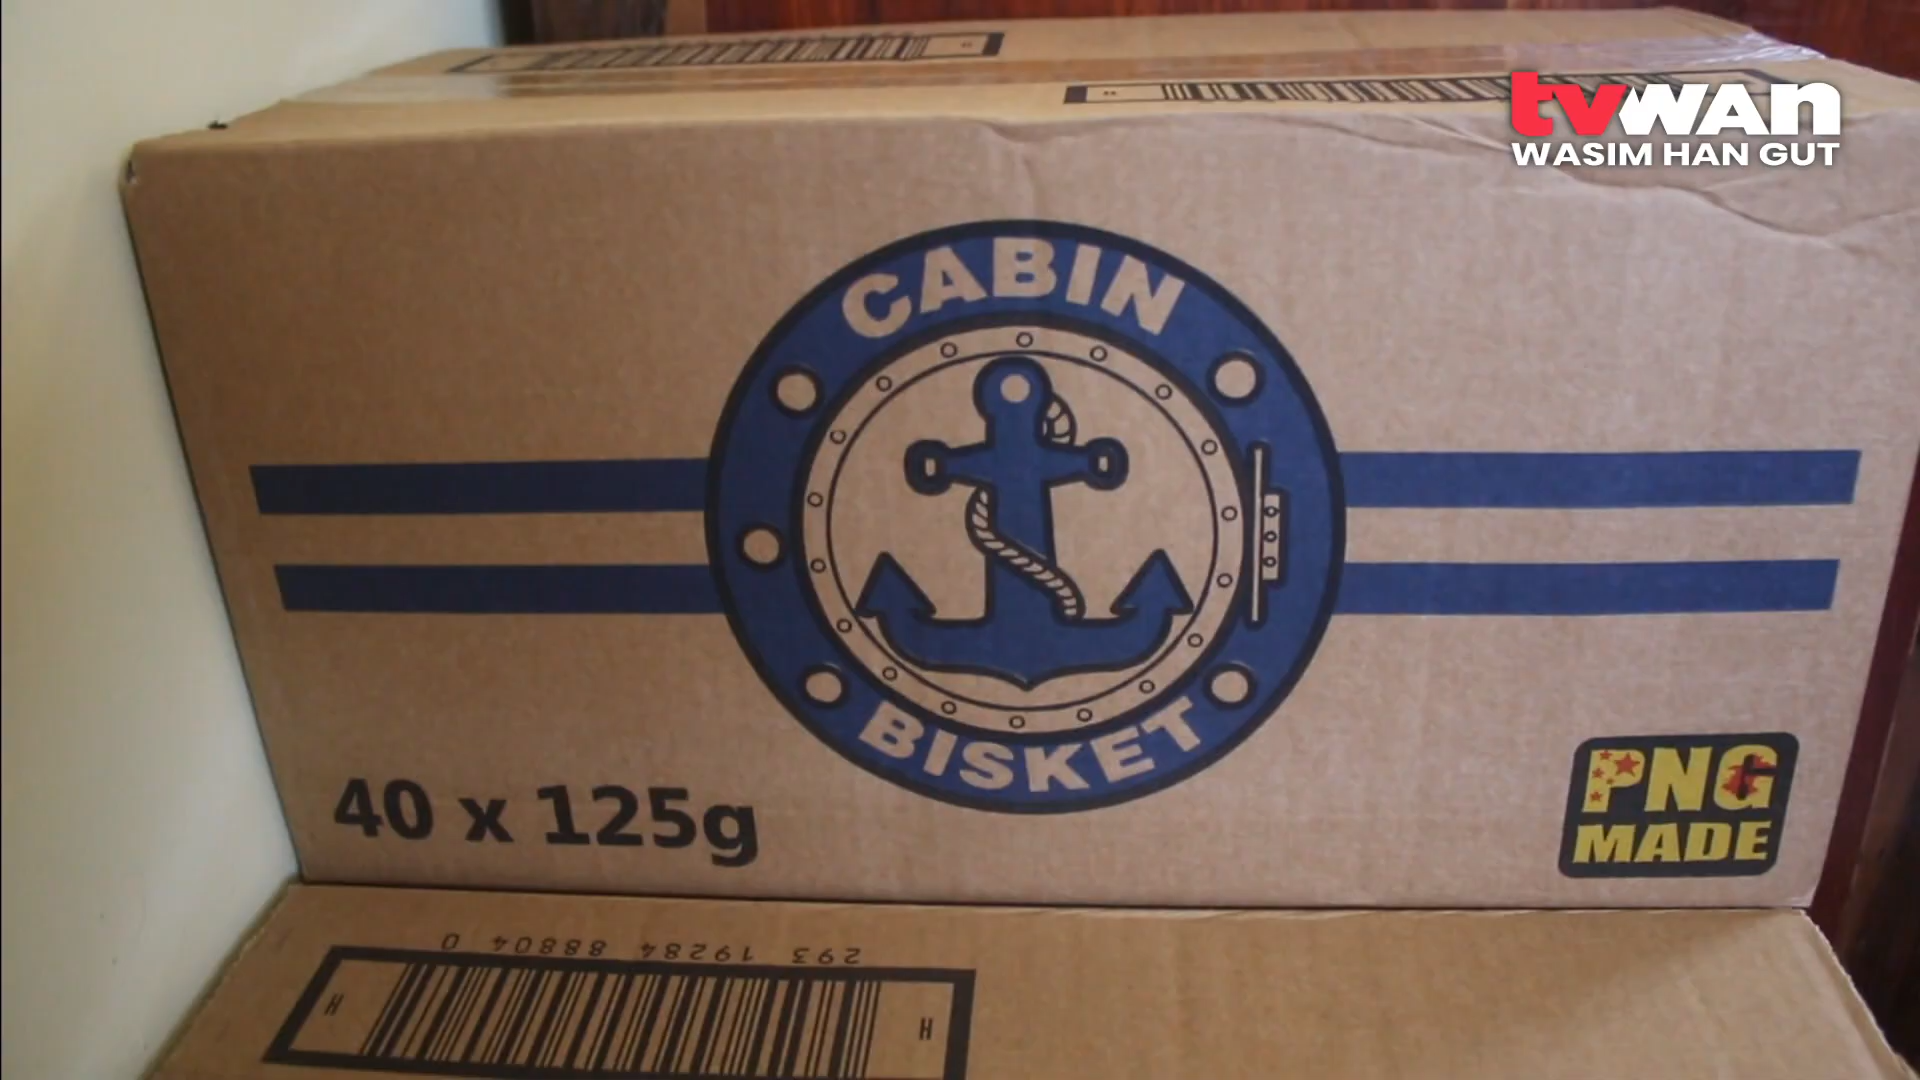 tvwan
WASIM HAN GUT
CABIN
BISKET
40 x 125g
PNG
MADE
293 19284 88804 0
H
H